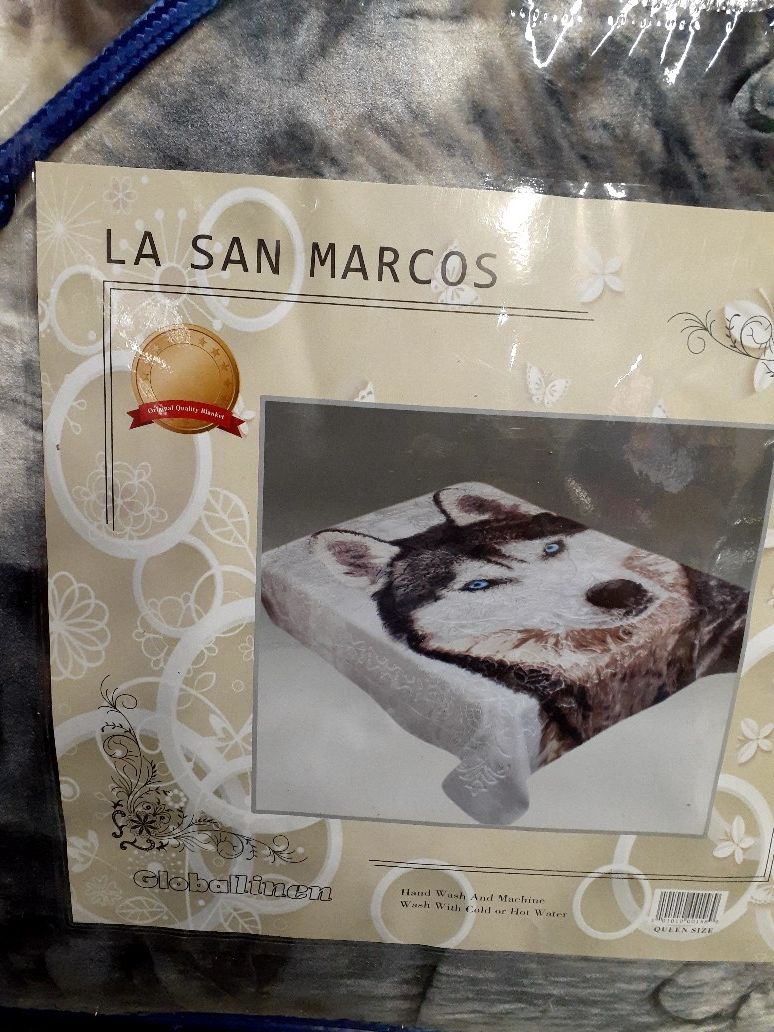 LA SAN MARCOS
Original Quality Blanket
Globallinen
Hand Wash And Machine
Wash With Cold or Hot Water
QUEEN SIZE